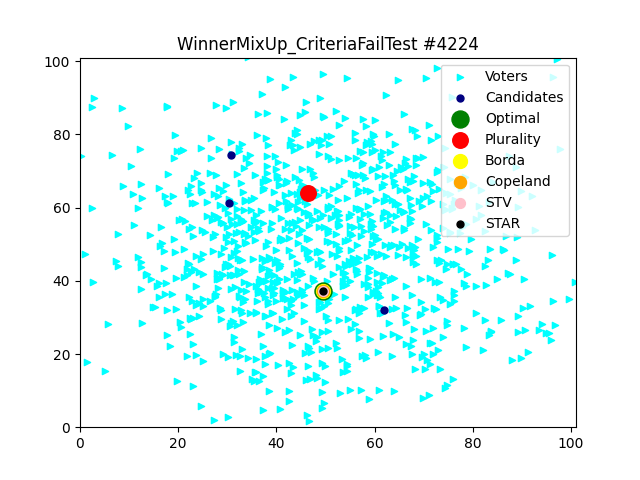 WinnerMixUp_CriteriaFailTest #4224
100
80
60
40
20
0
0 20 40 60 80 100
Voters
Candidates
Optimal
Plurality
Borda
Copeland
STV
STAR